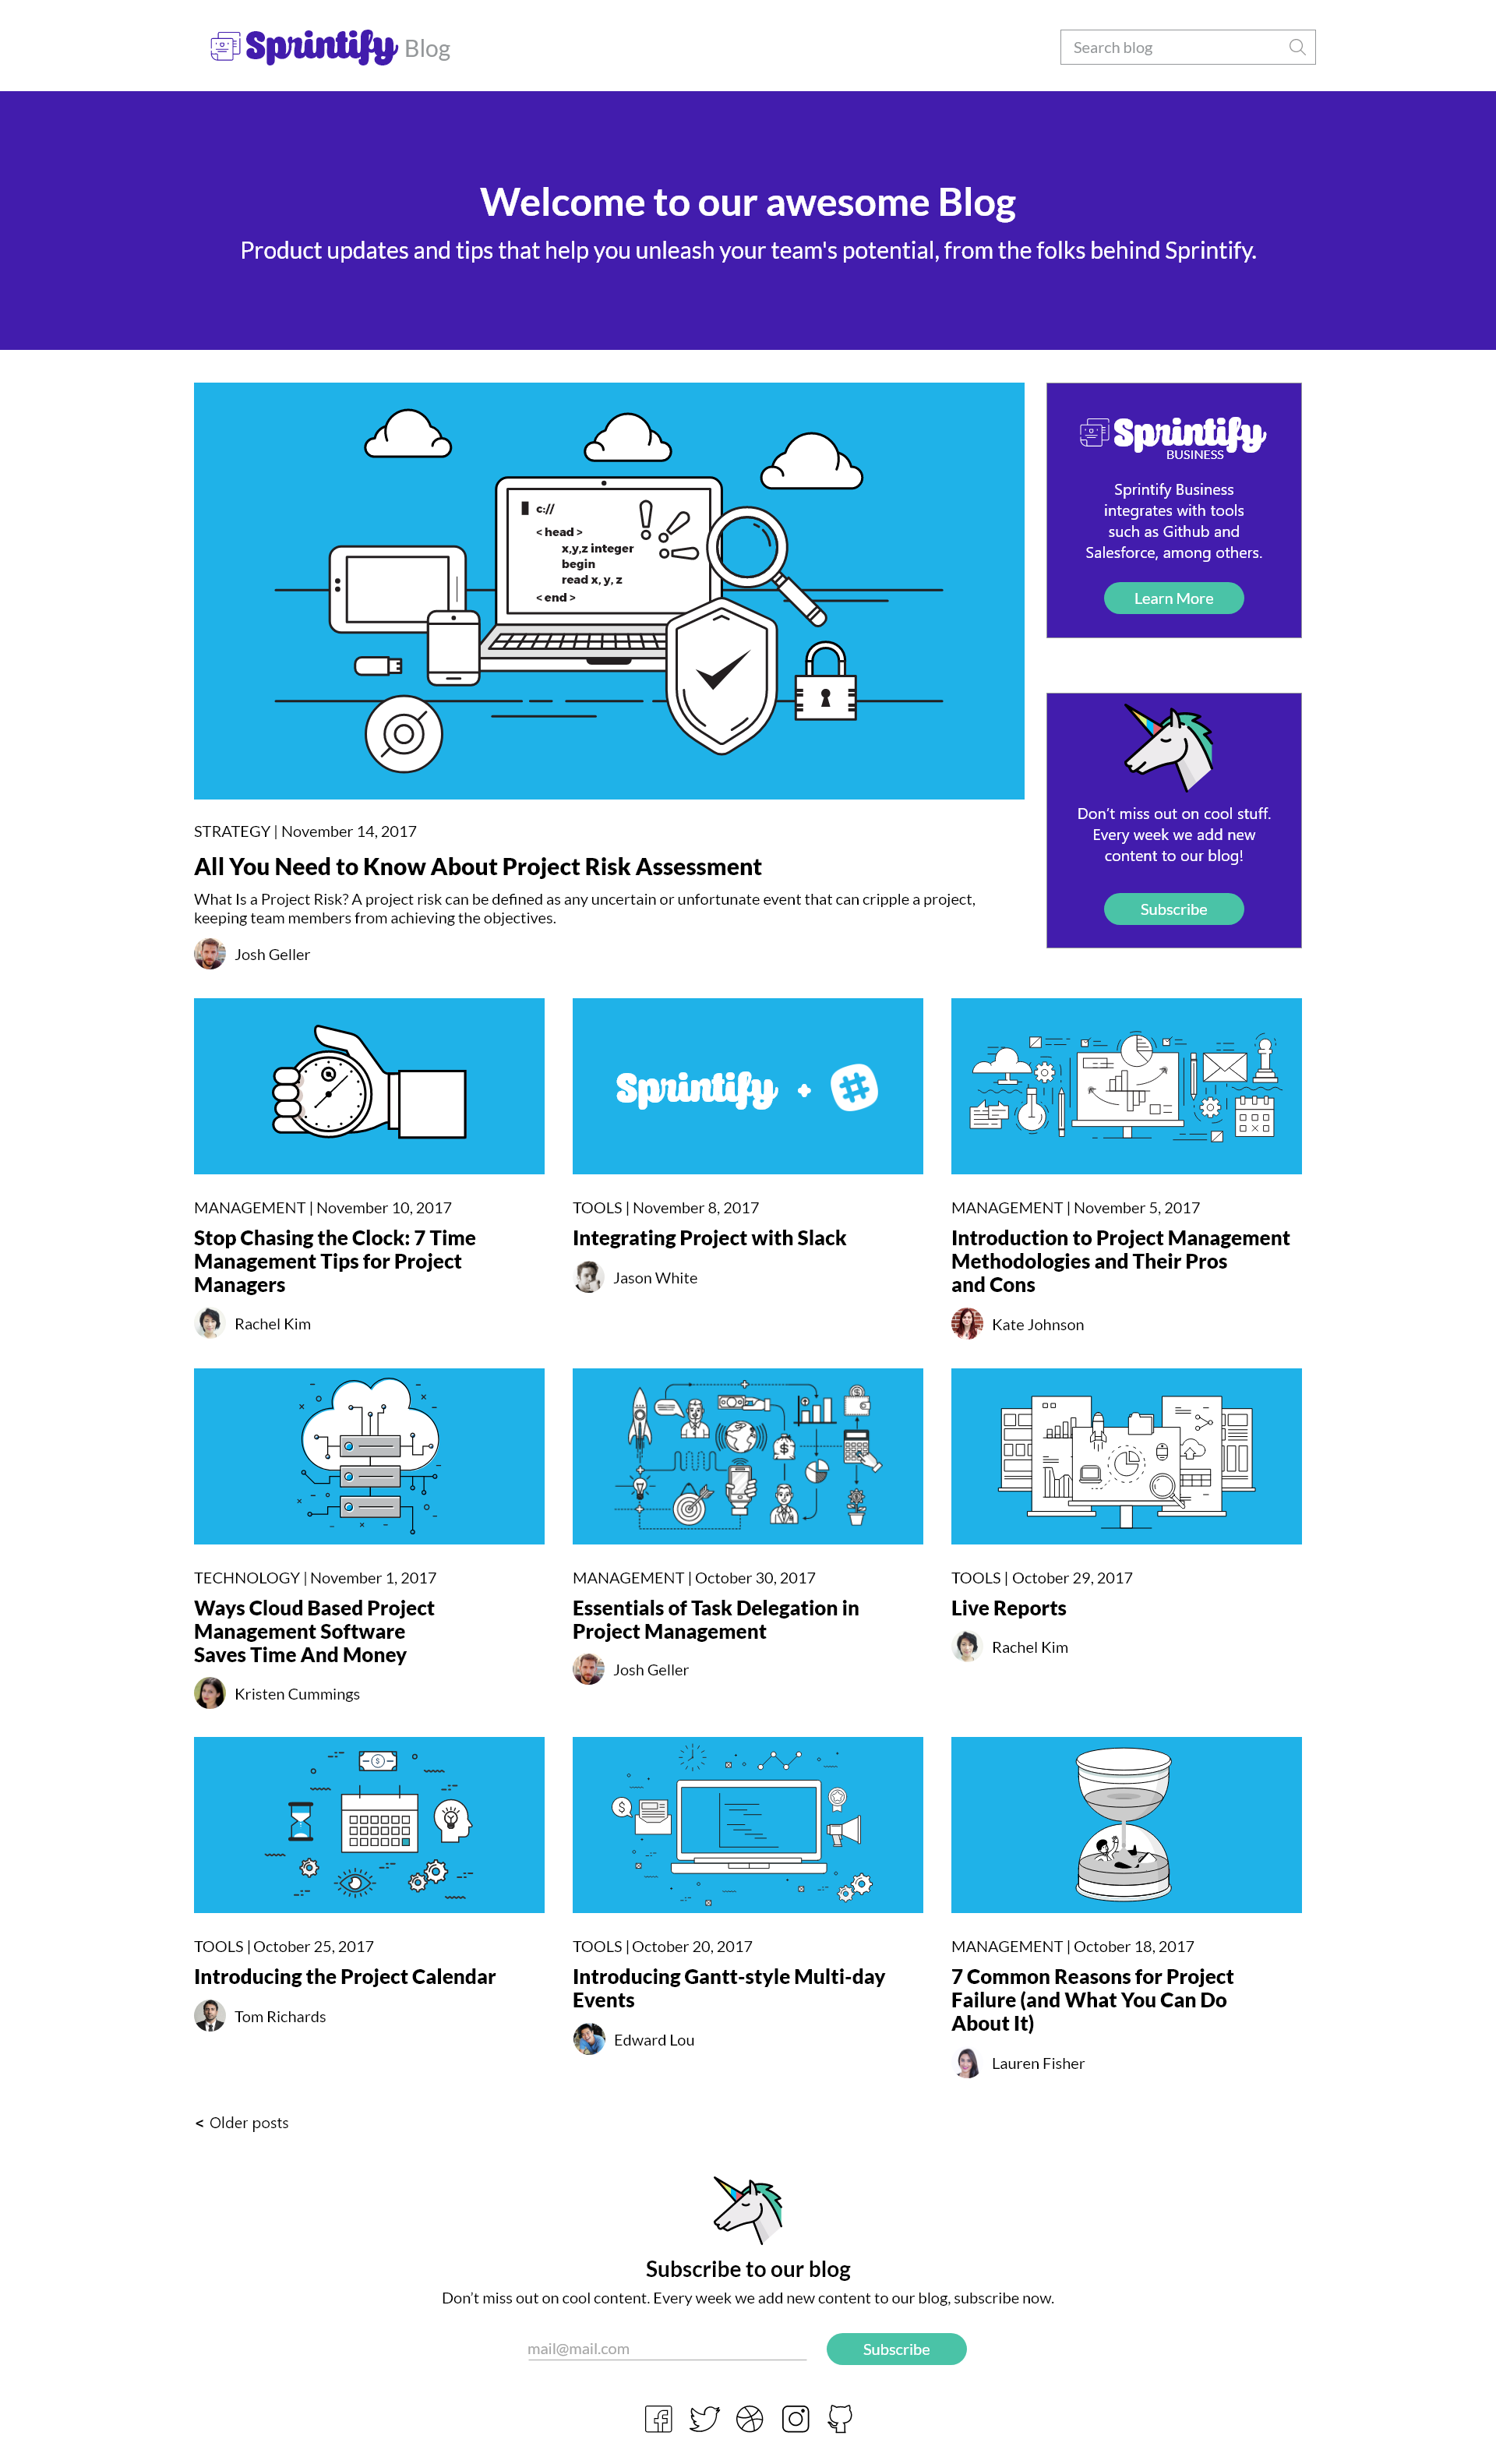 Sprintify Blog
Search blog
Welcome to our awesome Blog
Product updates and tips that help you unleash your team's potential, from the folks behind Sprintify.
c://
<head>
x,y,z integer
begin
read x, y, z
<end>
Sprintify
BUSINESS
Sprintify Business
integrates with tools
such as Github and
Salesforce, among others.
Learn More
Don’t miss out on cool stuff.
Every week we add new
content to our blog!
Subscribe
STRATEGY | November 14, 2017
All You Need to Know About Project Risk Assessment
What Is a Project Risk? A project risk can be defined as any uncertain or unfortunate event that can cripple a project,
keeping team members from achieving the objectives.
Josh Geller
MANAGEMENT | November 10, 2017
Stop Chasing the Clock: 7 Time
Management Tips for Project
Managers
Rachel Kim
Sprintify + #
TOOLS | November 8, 2017
Integrating Project with Slack
Jason White
MANAGEMENT | November 5, 2017
Introduction to Project Management
Methodologies and Their Pros
and Cons
Kate Johnson
TECHNOLOGY | November 1, 2017
Ways Cloud Based Project
Management Software
Saves Time And Money
Kristen Cummings
MANAGEMENT | October 30, 2017
Essentials of Task Delegation in
Project Management
Josh Geller
TOOLS | October 29, 2017
Live Reports
Rachel Kim
TOOLS | October 25, 2017
Introducing the Project Calendar
Tom Richards
TOOLS | October 20, 2017
Introducing Gantt-style Multi-day
Events
Edward Lou
MANAGEMENT | October 18, 2017
7 Common Reasons for Project
Failure (and What You Can Do
About It)
Lauren Fisher
< Older posts
Subscribe to our blog
Don’t miss out on cool content. Every week we add new content to our blog, subscribe now.
mail@mail.com
Subscribe